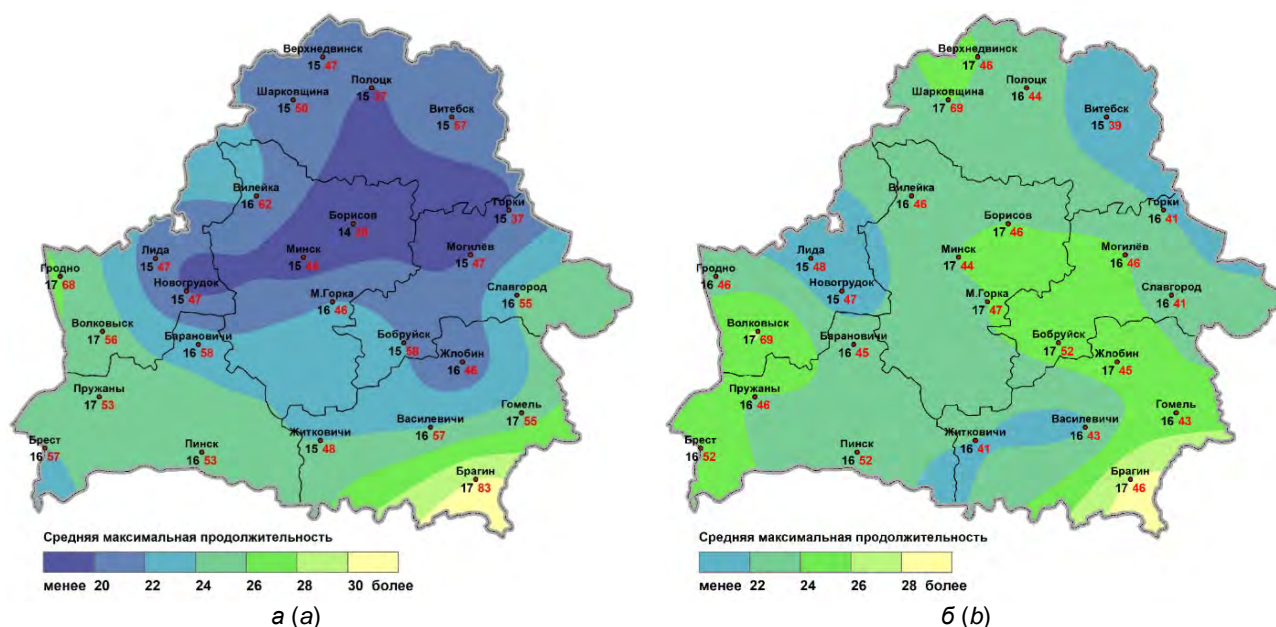 Верхнедвинск
15 47
Полоцк
15 37
Шарковщина
15 50
Витебск
15 57
Вилейка
16 62
Борисов
14 38
Горки
15 37
Лида
15 47
Минск
15 44
Могилёв
15 47
Гродно
17 68
Новогрудок
15 47
М.Горка
16 46
Славгород
16 55
Волковыск
17 56
Барановичи
16 58
Бобруйск
15 58
Жлобин
16 46
Пружаны
17 53
Гомель
17 55
Василевичи
16 57
Брест
16 57
Пинск
16 53
Житковичи
15 48
Брагин
17 83
Средняя максимальная продолжительность
менее 20 22 24 26 28 30 более
а (a)
Верхнедвинск
17 46
Полоцк
16 44
Шарковщина
17 69
Витебск
15 39
Вилейка
16 46
Борисов
17 46
Горки
16 41
Лида
15 48
Минск
17 44
Могилёв
16 46
Гродно
16 46
Новогрудок
15 47
М.Горка
17 47
Славгород
16 41
Волковыск
17 69
Барановичи
16 45
Бобруйск
17 52
Жлобин
17 45
Пружаны
16 46
Гомель
16 43
Василевичи
16 43
Брест
16 52
Пинск
16 52
Житковичи
16 41
Брагин
17 46
Средняя максимальная продолжительность
менее 22 24 26 28 более
б (b)